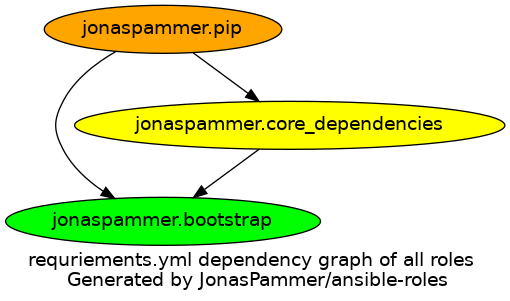 jonaspammer.pip
jonaspammer.core_dependencies
jonaspammer.bootstrap
requriements.yml dependency graph of all roles
Generated by JonasPammer/ansible-roles